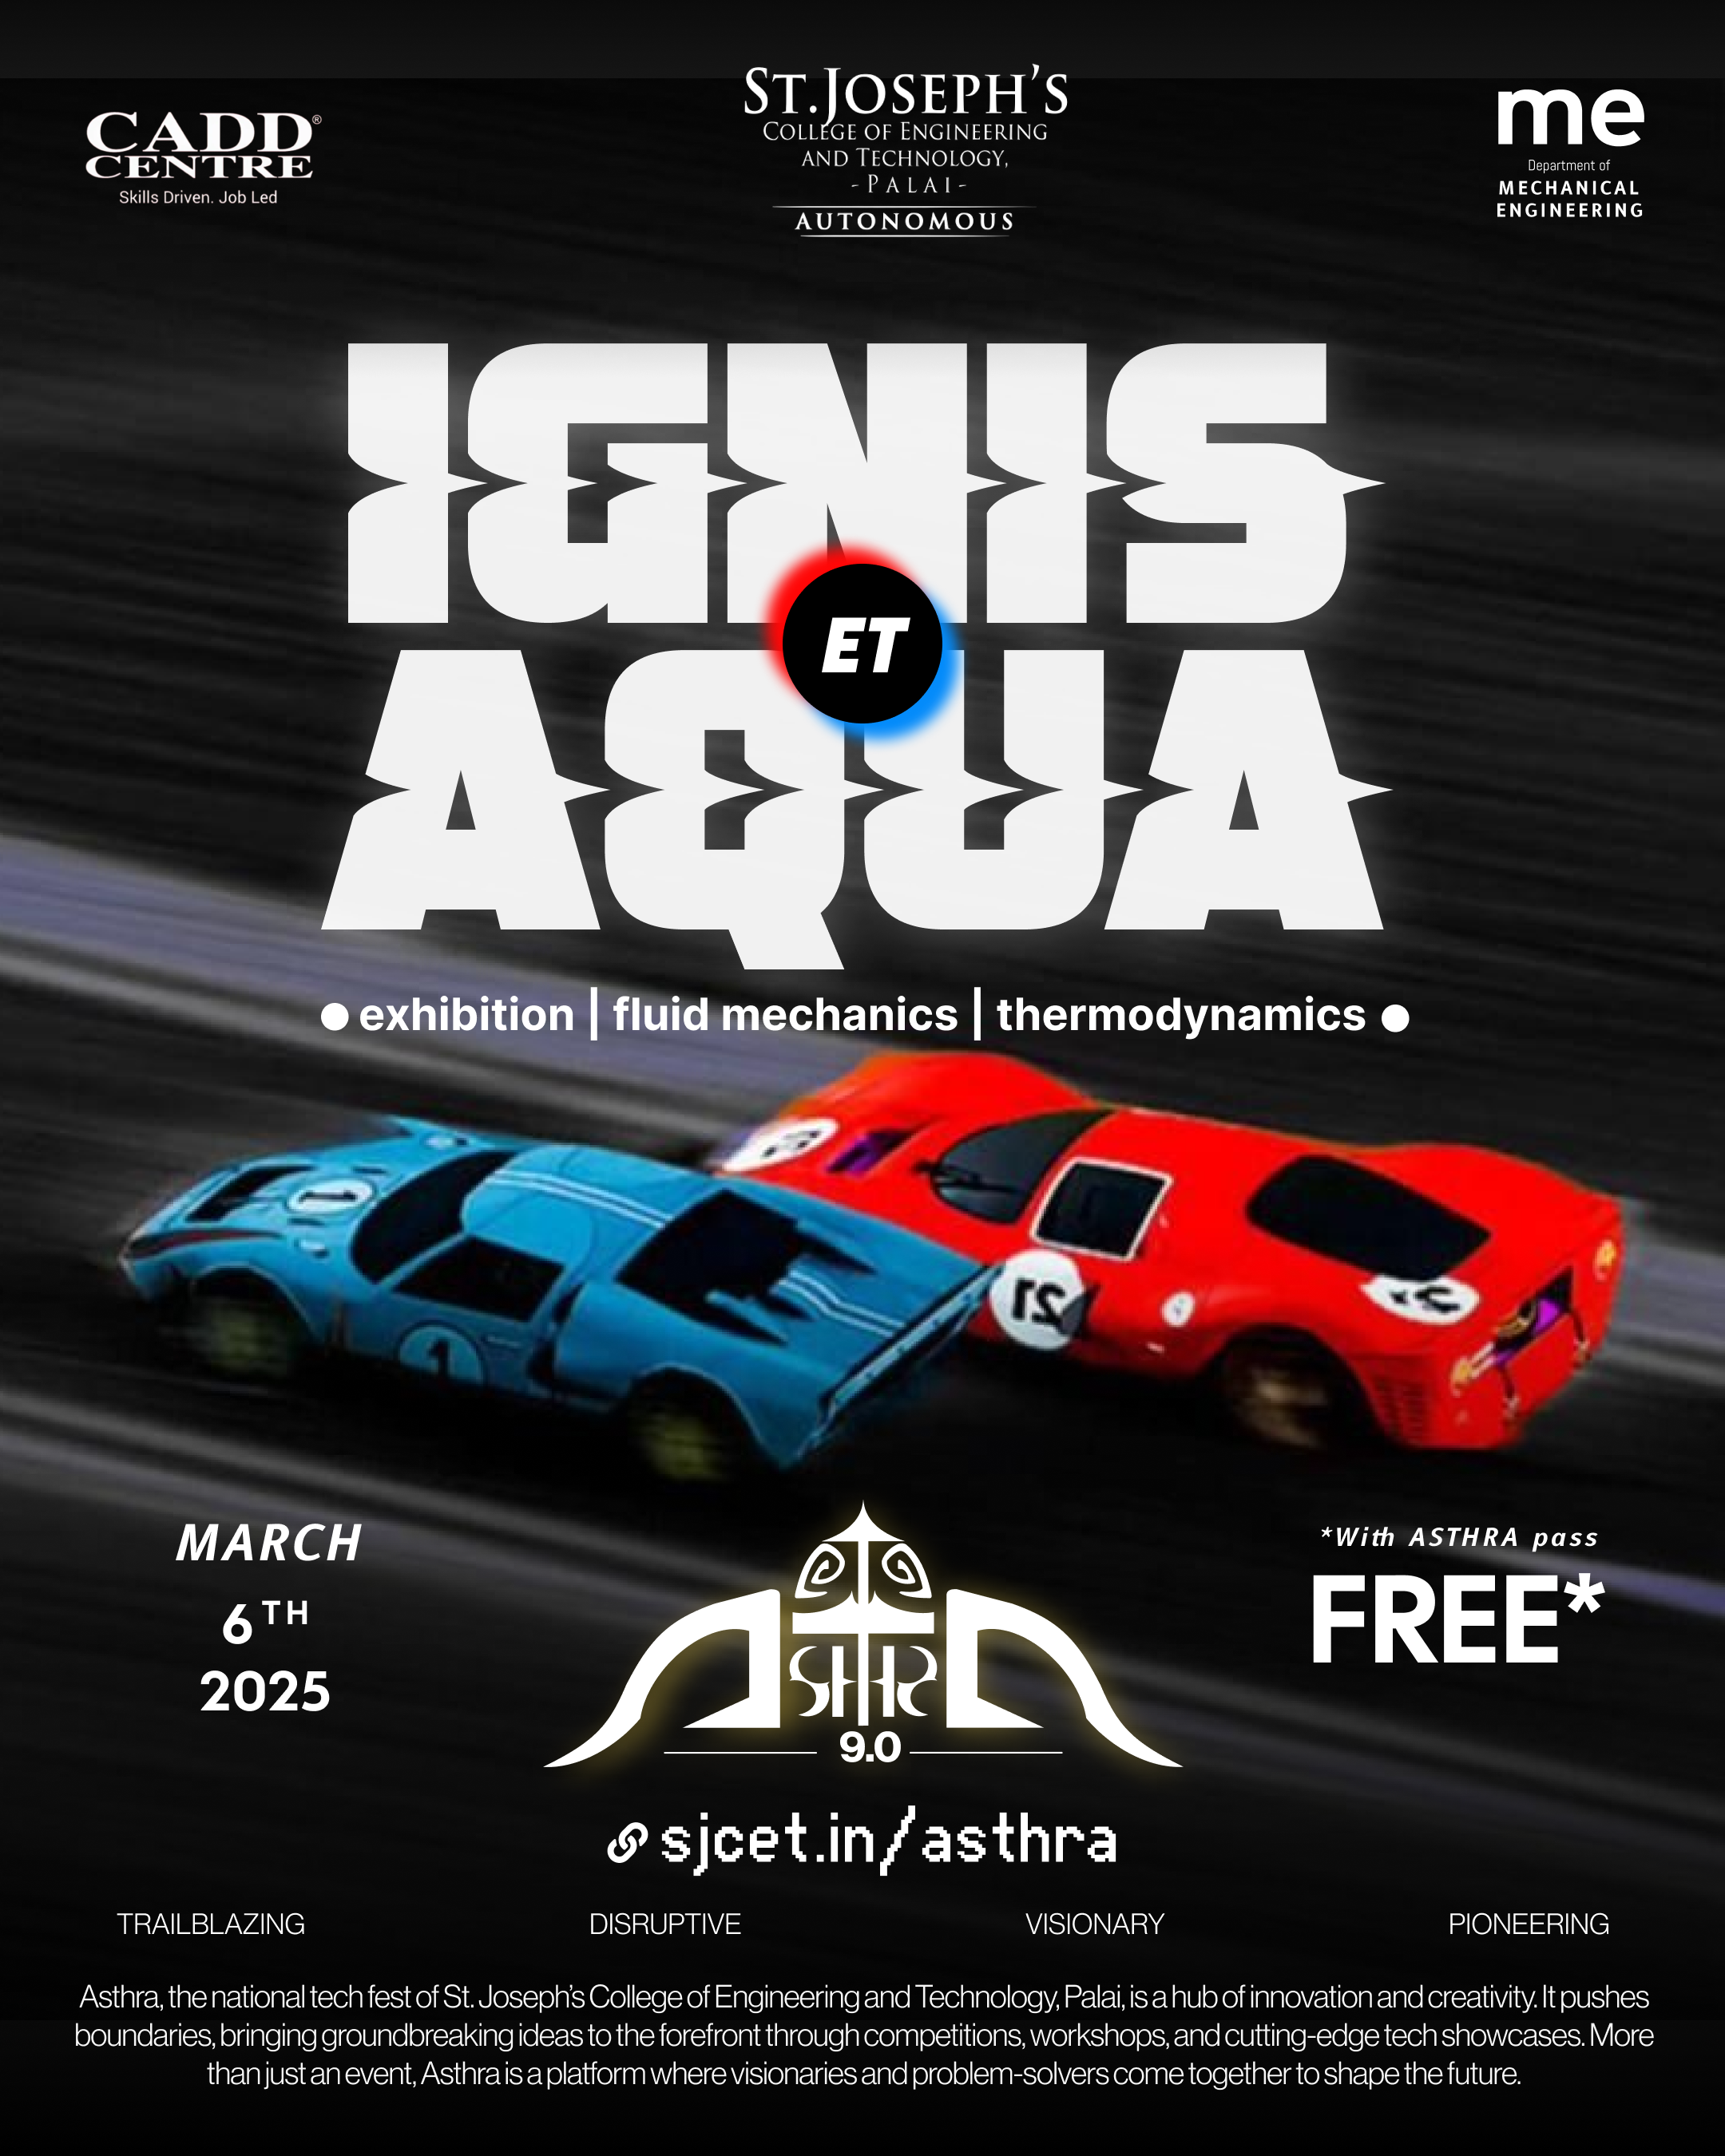 CADD
CENTRE®
Skills Driven. Job Led
ST.JOSEPH'S
COLLEGE OF ENGINEERING
AND TECHNOLOGY,
- PALAI -
AUTONOMOUS
me
Department of
MECHANICAL
ENGINEERING
IGNIS
ET
AQUA
exhibition | fluid mechanics | thermodynamics
1
1
21
MARCH
6TH
2025
ASTHRA
9.0
*With ASTHRA pass
FREE*
sjcet.in/asthra
TRAILBLAZING DISRUPTIVE VISIONARY PIONEERING
Asthra, the national tech fest of St. Joseph's College of Engineering and Technology, Palai, is a hub of innovation and creativity. It pushes
boundaries, bringing groundbreaking ideas to the forefront through competitions, workshops, and cutting-edge tech showcases. More
than just an event, Asthra is a platform where visionaries and problem-solvers come together to shape the future.